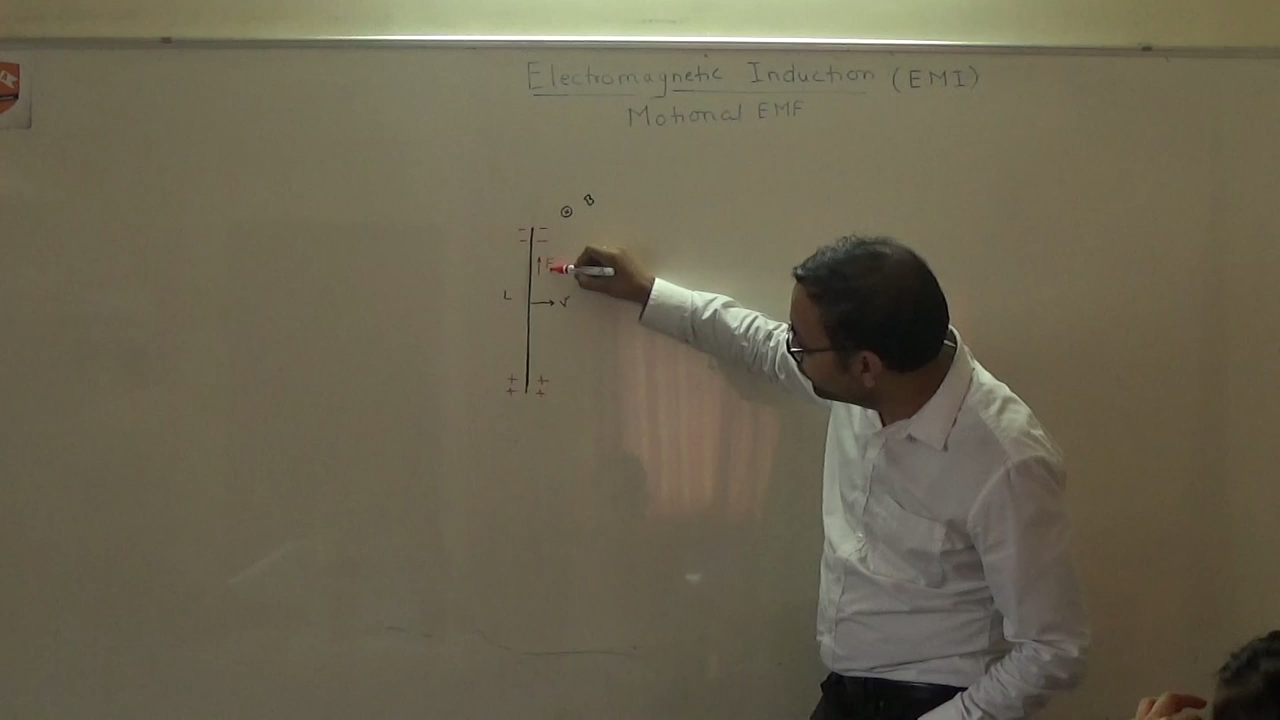 Electromagnetic Induction (EMI)
Motional EMF
B
- -
- -
↑ E
L → v
+ +
+ +